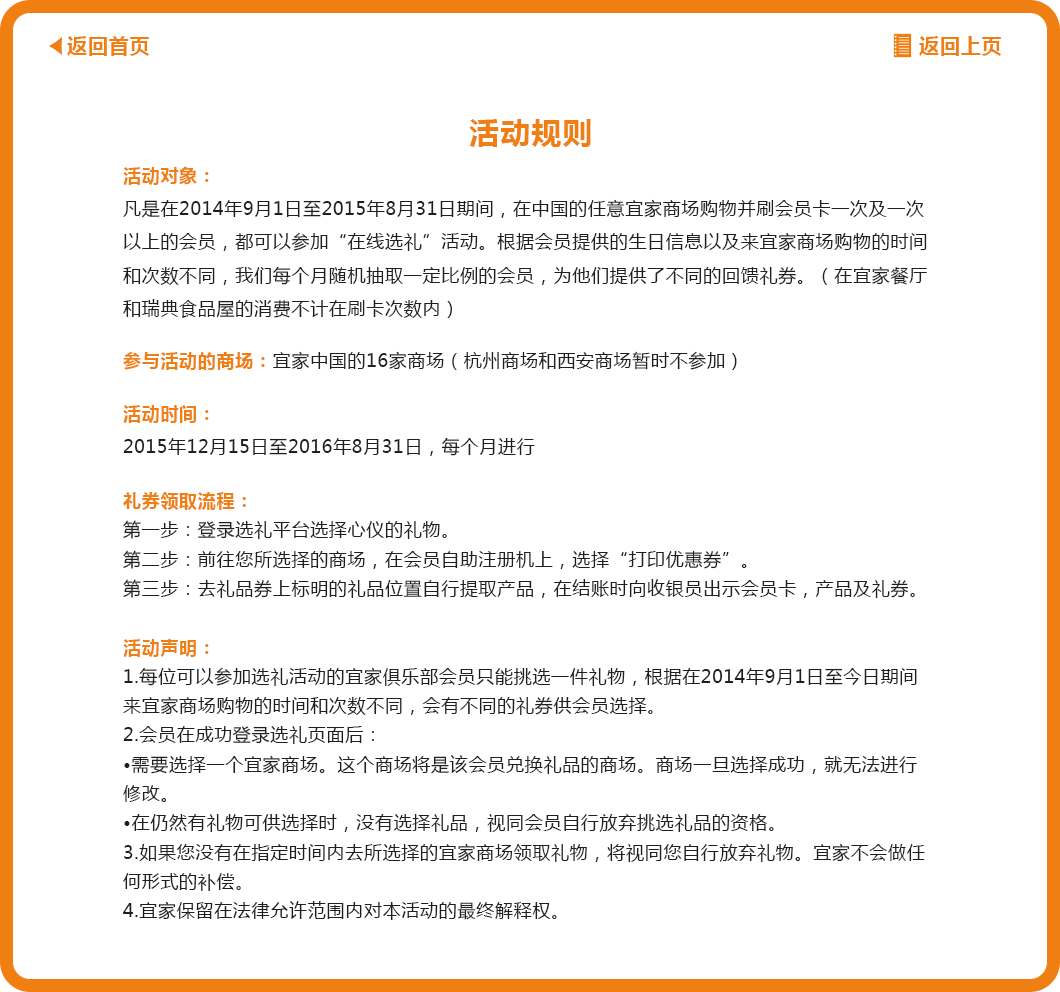 返回首页
返回上页
活动规则
活动对象：
凡是在2014年9月1日至2015年8月31日期间，在中国的任意宜家商场购物并刷会员卡一次及一次
以上的会员，都可以参加“在线选礼”活动。根据会员提供的生日信息以及来宜家商场购物的时间
和次数不同，我们每个月随机抽取一定比例的会员，为他们提供了不同的回馈礼券。（在宜家餐厅
和瑞典食品屋的消费不计在刷卡次数内）
参与活动的商场：宜家中国的16家商场（杭州商场和西安商场暂时不参加）
活动时间：
2015年12月15日至2016年8月31日，每个月进行
礼券领取流程：
第一步：登录选礼平台选择心仪的礼物。
第二步：前往您所选择的商场，在会员自助注册机上，选择“打印优惠券”。
第三步：去礼品券上标明的礼品位置自行提取产品，在结账时向收银员出示会员卡，产品及礼券。
活动声明：
1.每位可以参加选礼活动的宜家俱乐部会员只能挑选一件礼物，根据在2014年9月1日至今日期间
来宜家商场购物的时间和次数不同，会有不同的礼券供会员选择。
2.会员在成功登录选礼页面后：
•需要选择一个宜家商场。这个商场将是该会员兑换礼品的商场。商场一旦选择成功，就无法进行
修改。
•在仍然有礼物可供选择时，没有选择礼品，视同会员自行放弃挑选礼品的资格。
3.如果您没有在指定时间内去所选择的宜家商场领取礼物，将视同您自行放弃礼物。宜家不会做任
何形式的补偿。
4.宜家保留在法律允许范围内对本活动的最终解释权。